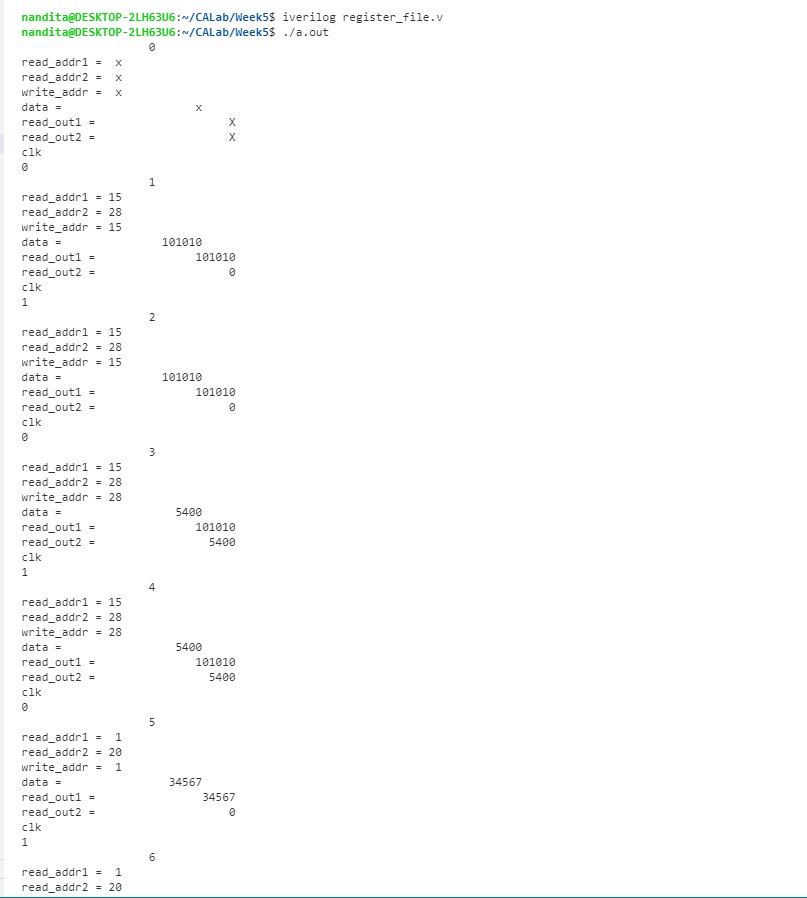 nandita@DESKTOP-2LH63U6:~/CALab/Week5$ iverilog register_file.v
nandita@DESKTOP-2LH63U6:~/CALab/Week5$ ./a.out
0
read_addr1 =  x
read_addr2 =  x
write_addr =  x
data =                    x
read_out1 =                    X
read_out2 =                    X
clk
0
1
read_addr1 = 15
read_addr2 = 28
write_addr = 15
data =               101010
read_out1 =               101010
read_out2 =                    0
clk
1
2
read_addr1 = 15
read_addr2 = 28
write_addr = 15
data =               101010
read_out1 =               101010
read_out2 =                    0
clk
0
3
read_addr1 = 15
read_addr2 = 28
write_addr = 28
data =                 5400
read_out1 =               101010
read_out2 =                 5400
clk
1
4
read_addr1 = 15
read_addr2 = 28
write_addr = 28
data =                 5400
read_out1 =               101010
read_out2 =                 5400
clk
0
5
read_addr1 =  1
read_addr2 = 20
write_addr =  1
data =                34567
read_out1 =                34567
read_out2 =                    0
clk
1
6
read_addr1 =  1
read_addr2 = 20